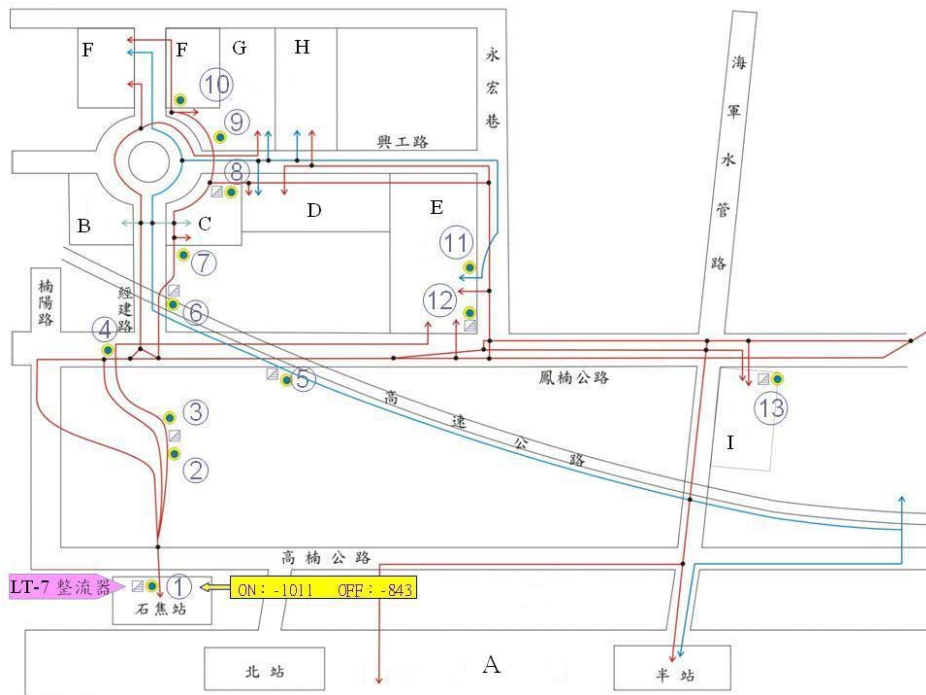 F
F
G
H
永宏巷
海軍水管路
⑩
⑨
興工路
⑧
B
C
D
E
⑪
⑦
楠陽路
經建路
⑥
⑫
④
⑤
鳳楠公路
高速公路
⑬
③
②
I
高楠公路
LT-7 整流器
①
ON：-1011 OFF：-843
石焦站
北站
A
半站